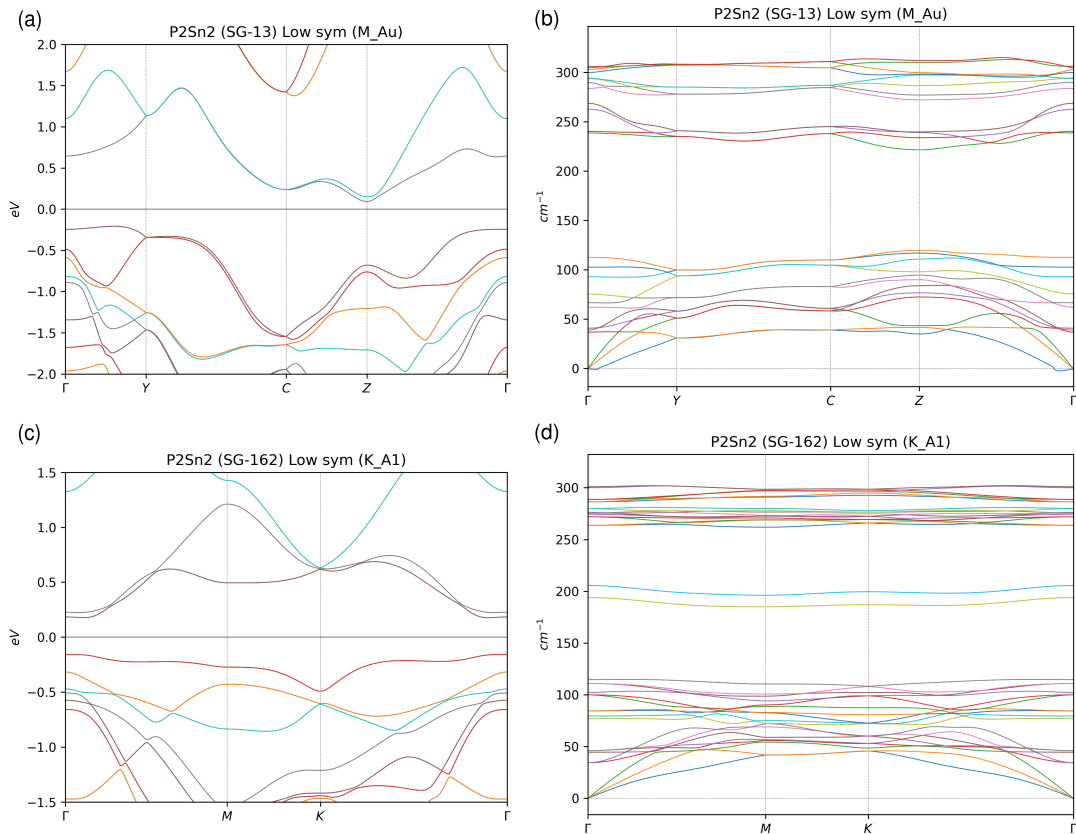 (a)
P2Sn2 (SG-13) Low sym (M_Au)
eV
2.0
1.5
1.0
0.5
0.0
−0.5
−1.0
−1.5
−2.0
Γ Y C Z Γ
(b)
P2Sn2 (SG-13) Low sym (M_Au)
cm⁻¹
300
250
200
150
100
50
0
Γ Y C Z Γ
(c)
P2Sn2 (SG-162) Low sym (K_A1)
eV
1.5
1.0
0.5
0.0
−0.5
−1.0
−1.5
Γ M K Γ
(d)
P2Sn2 (SG-162) Low sym (K_A1)
cm⁻¹
300
250
200
150
100
50
0
Γ M K Γ